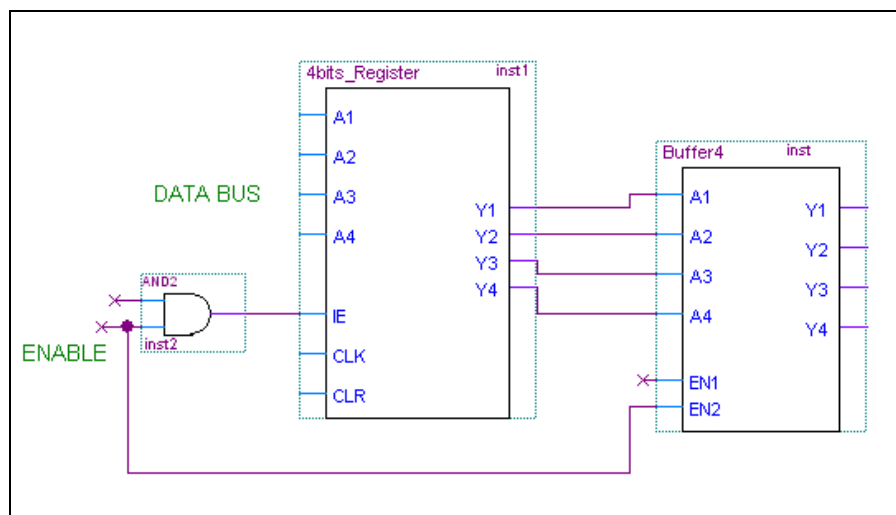 4bits_Register inst1
A1
A2
A3
A4
IE
CLK
CLR
Y1
Y2
Y3
Y4
DATA BUS
AND2
inst2
ENABLE
Buffer4 inst
A1
A2
A3
A4
EN1
EN2
Y1
Y2
Y3
Y4